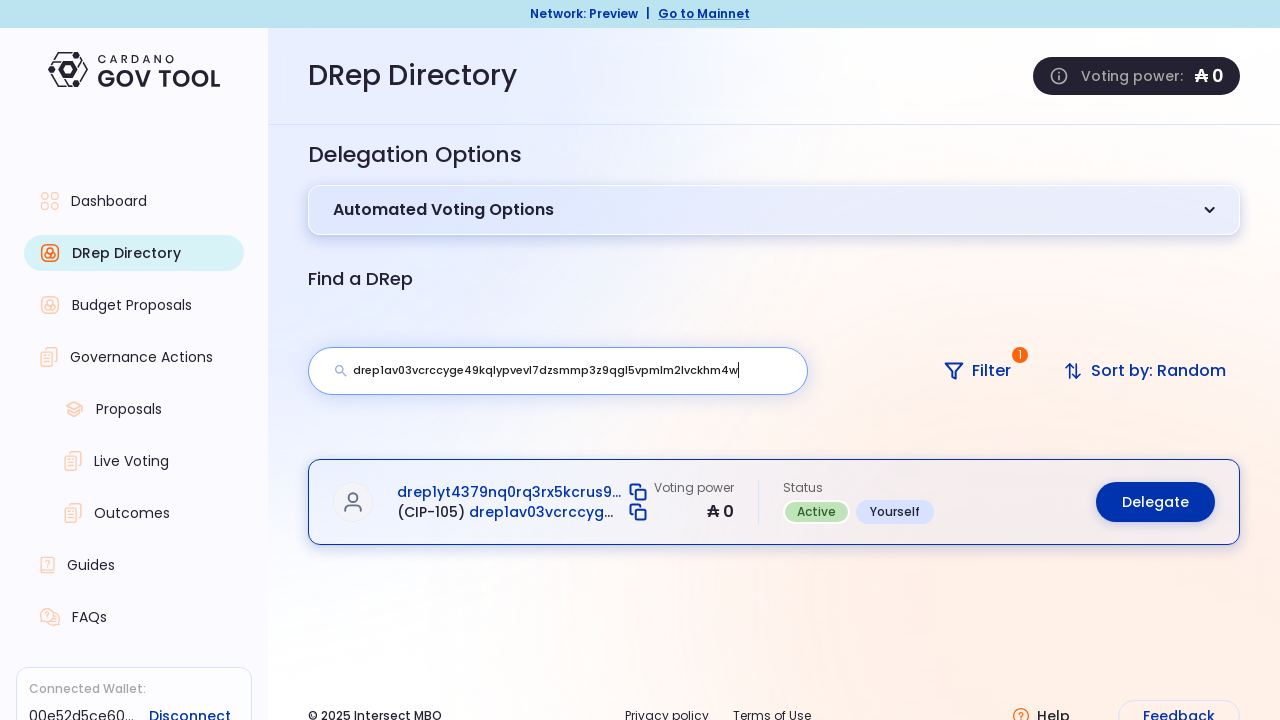 Network: Preview | Go to Mainnet
CARDANO
GOV TOOL
DRep Directory
Voting power: ₳ 0
Dashboard
DRep Directory
Budget Proposals
Governance Actions
Proposals
Live Voting
Outcomes
Guides
FAQs
Connected Wallet:
00e52d5ce60... Disconnect
Delegation Options
Automated Voting Options
Find a DRep
drep1av03vcrccyge49kqlypvevl7dzsmmp3z9qgl5vpmlm2lvckhm4w
Filter 1
Sort by: Random
drep1yt4379nq0rq3rx5kcrus9...
(CIP-105) drep1av03vcrccyg...
Voting power
₳ 0
Status
Active Yourself
Delegate
© 2025 Intersect MBO
Privacy policy Terms of Use
Help
Feedback